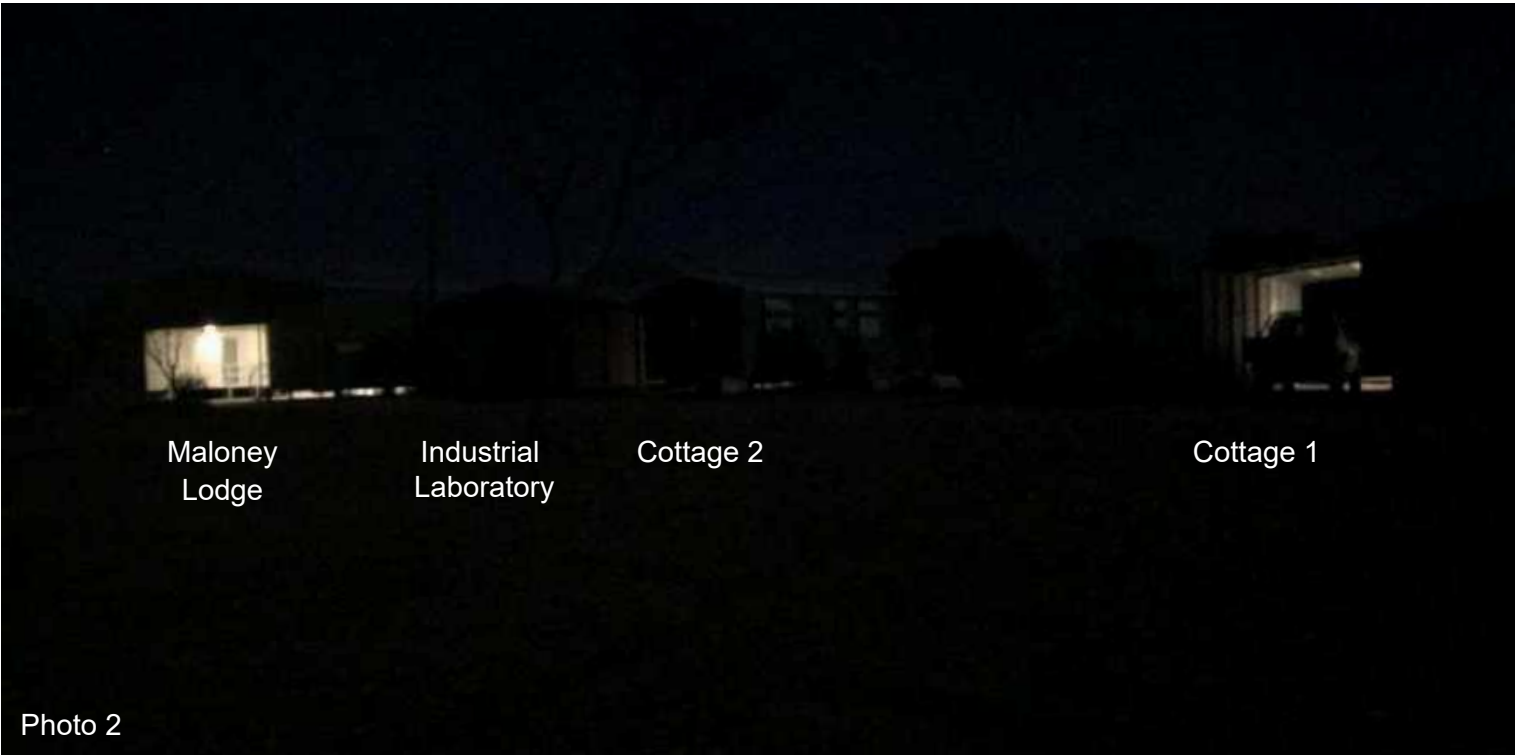 Maloney
Lodge
Industrial
Laboratory
Cottage 2
Cottage 1
Photo 2